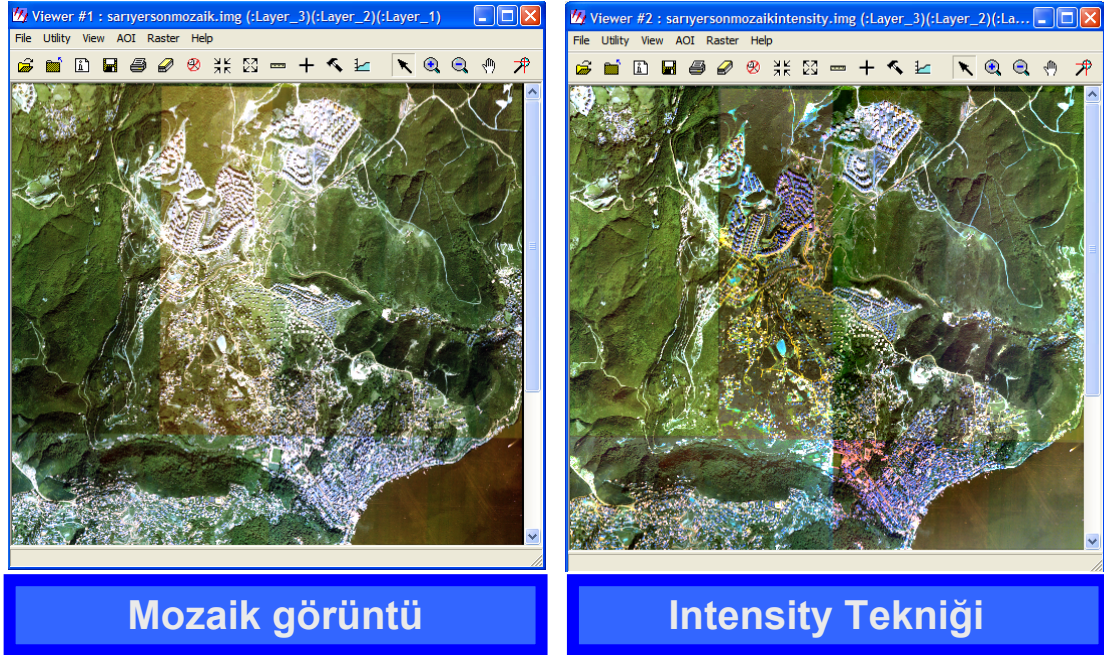 Viewer #1 : sarıyersonmozaik.img (:Layer_3)(:Layer_2)(:Layer_1)
File Utility View AOI Raster Help
Viewer #2 : sarıyersonmozaikintensity.img (:Layer_3)(:Layer_2)(:La...
File Utility View AOI Raster Help
Mozaik görüntü
Intensity Tekniği